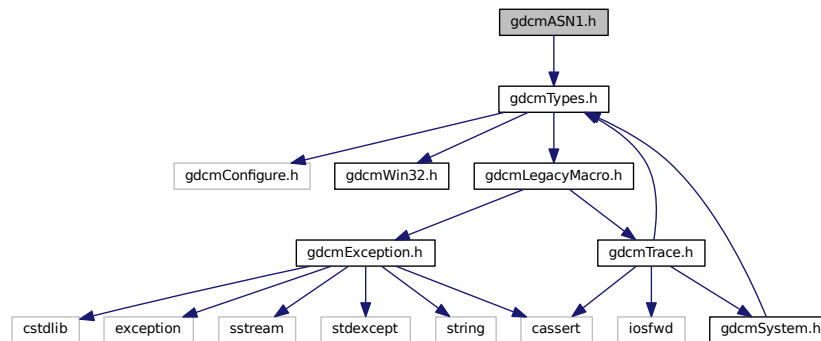 gdcmASN1.h
gdcmTypes.h
gdcmConfigure.h
gdcmWin32.h
gdcmLegacyMacro.h
gdcmException.h
gdcmTrace.h
cstdlib
exception
sstream
stdexcept
string
cassert
iosfwd
gdcmSystem.h